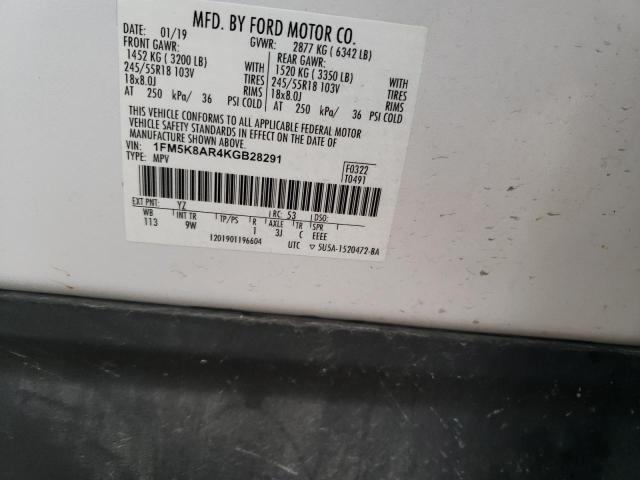 MFD. BY FORD MOTOR CO.
DATE: 01/19 GVWR: 2877 KG ( 6342 LB)
FRONT GAWR: REAR GAWR:
1452 KG ( 3200 LB) WITH 1520 KG ( 3350 LB) WITH
245/55R18 103V TIRES 245/55R18 103V TIRES
18x8.0J RIMS 18x8.0J RIMS
AT 250 kPa/ 36 PSI COLD AT 250 kPa/ 36 PSI COLD
THIS VEHICLE CONFORMS TO ALL APPLICABLE FEDERAL MOTOR
VEHICLE SAFETY STANDARDS IN EFFECT ON THE DATE OF
MANUFACTURE SHOWN ABOVE.
VIN: 1FM5K8AR4KGB28291
TYPE: MPV
F0322
T0491
EXT PNT: YZ RC: 53 DSO:
WB INT TR TP/PS R AXLE TR SPR
113 9W 1 3J C EEEE
1201901196604 UTC ▽ 5U5A-1520472-BA